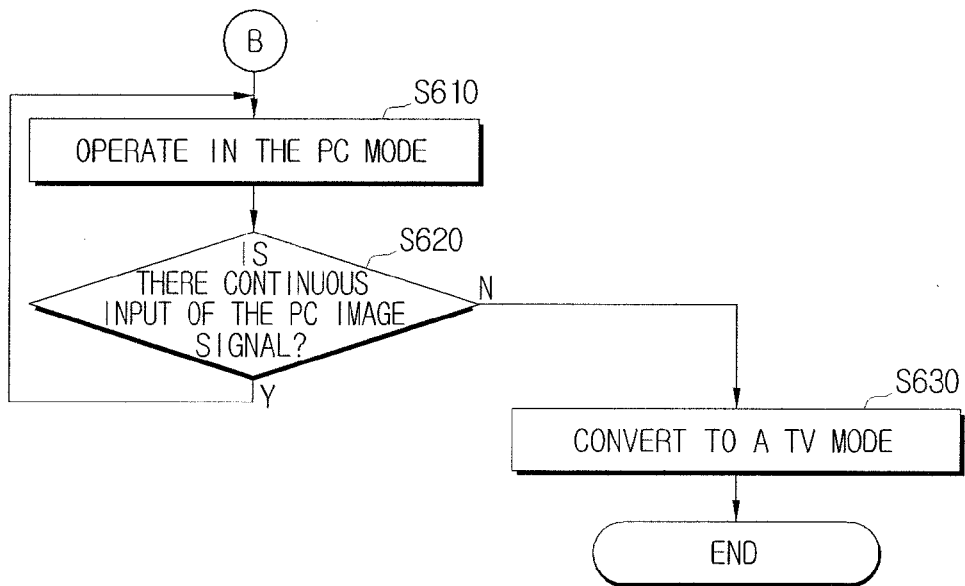 B
S610
OPERATE IN THE PC MODE
S620
IS
THERE CONTINUOUS
INPUT OF THE PC IMAGE
SIGNAL?
N
Y
S630
CONVERT TO A TV MODE
END